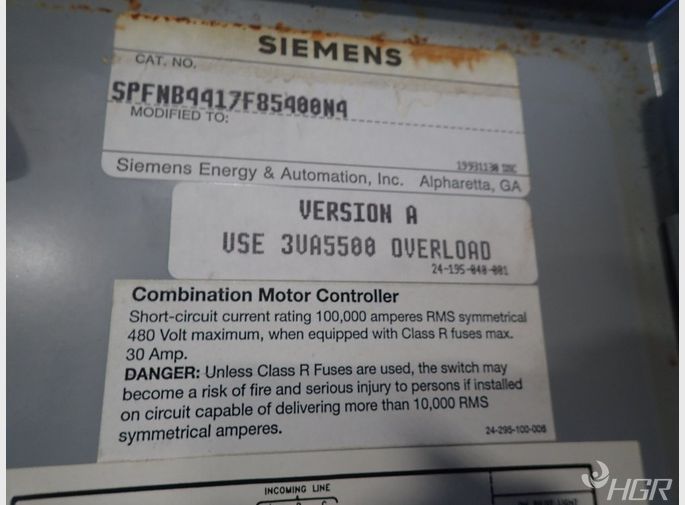 SIEMENS
CAT. NO.
SPFNB4417F85400N4
MODIFIED TO:
19931130 DSC
Siemens Energy & Automation, Inc. Alpharetta, GA
VERSION A
USE 3UA5500 OVERLOAD
24-195-040-001
Combination Motor Controller
Short-circuit current rating 100,000 amperes RMS symmetrical
480 Volt maximum, when equipped with Class R fuses max.
30 Amp.
DANGER: Unless Class R Fuses are used, the switch may
become a risk of fire and serious injury to persons if installed
on circuit capable of delivering more than 10,000 RMS
symmetrical amperes.
24-295-100-006
INCOMING LINE
HGR